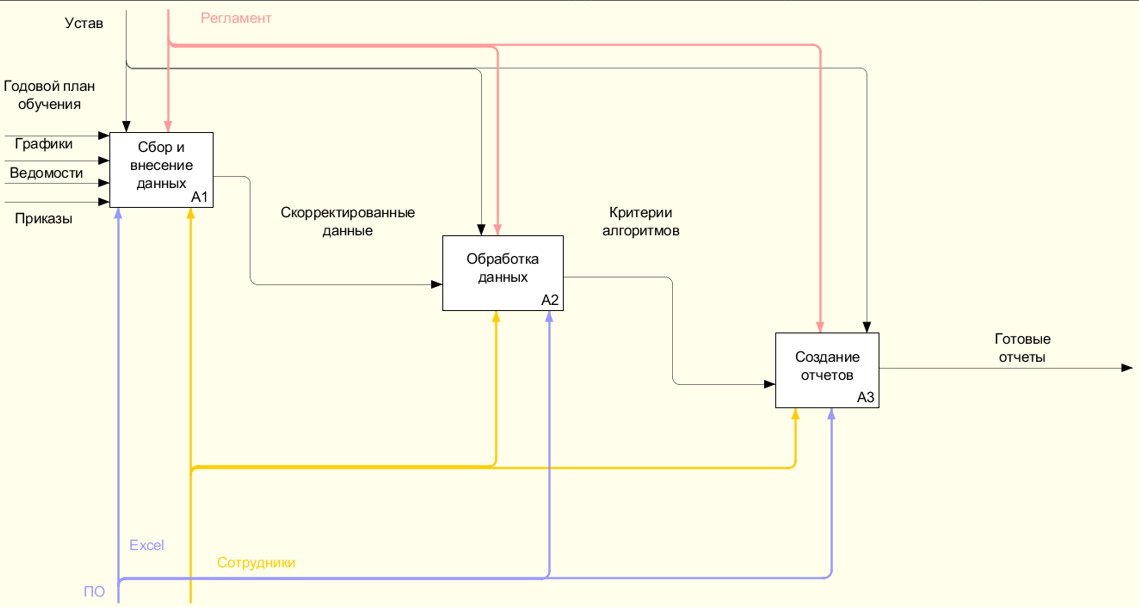 Устав
Регламент
Годовой план
обучения
Графики
Ведомости
Приказы
Сбор и
внесение
данных
A1
Скорректированные
данные
Обработка
данных
A2
Критерии
алгоритмов
Создание
отчетов
A3
Готовые
отчеты
Excel
Сотрудники
ПО